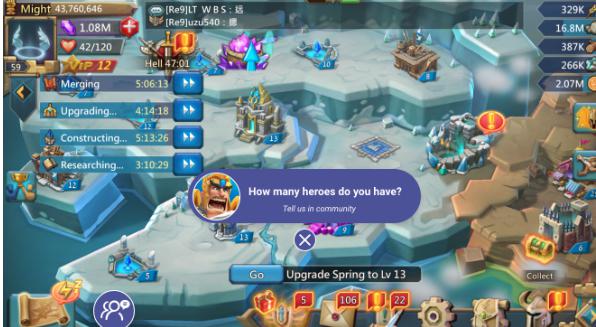 Might 43,760,646
[Re9]JT W B S : 远
[Re9]Uzu540 : 嗯
329K
1.08M
16.8M
42/120
387K
59
VIP 12
Hell 47:01
266K
2.07M
Merging 5:06:13
Upgrading... 4:14:18
Constructing... 5:13:26
Researching... 3:10:29
10
8
13
12
12
How many heroes do you have?
Tell us in community
13
9
6
5
Collect
Go
Upgrade Spring to Lv 13
5
106
22